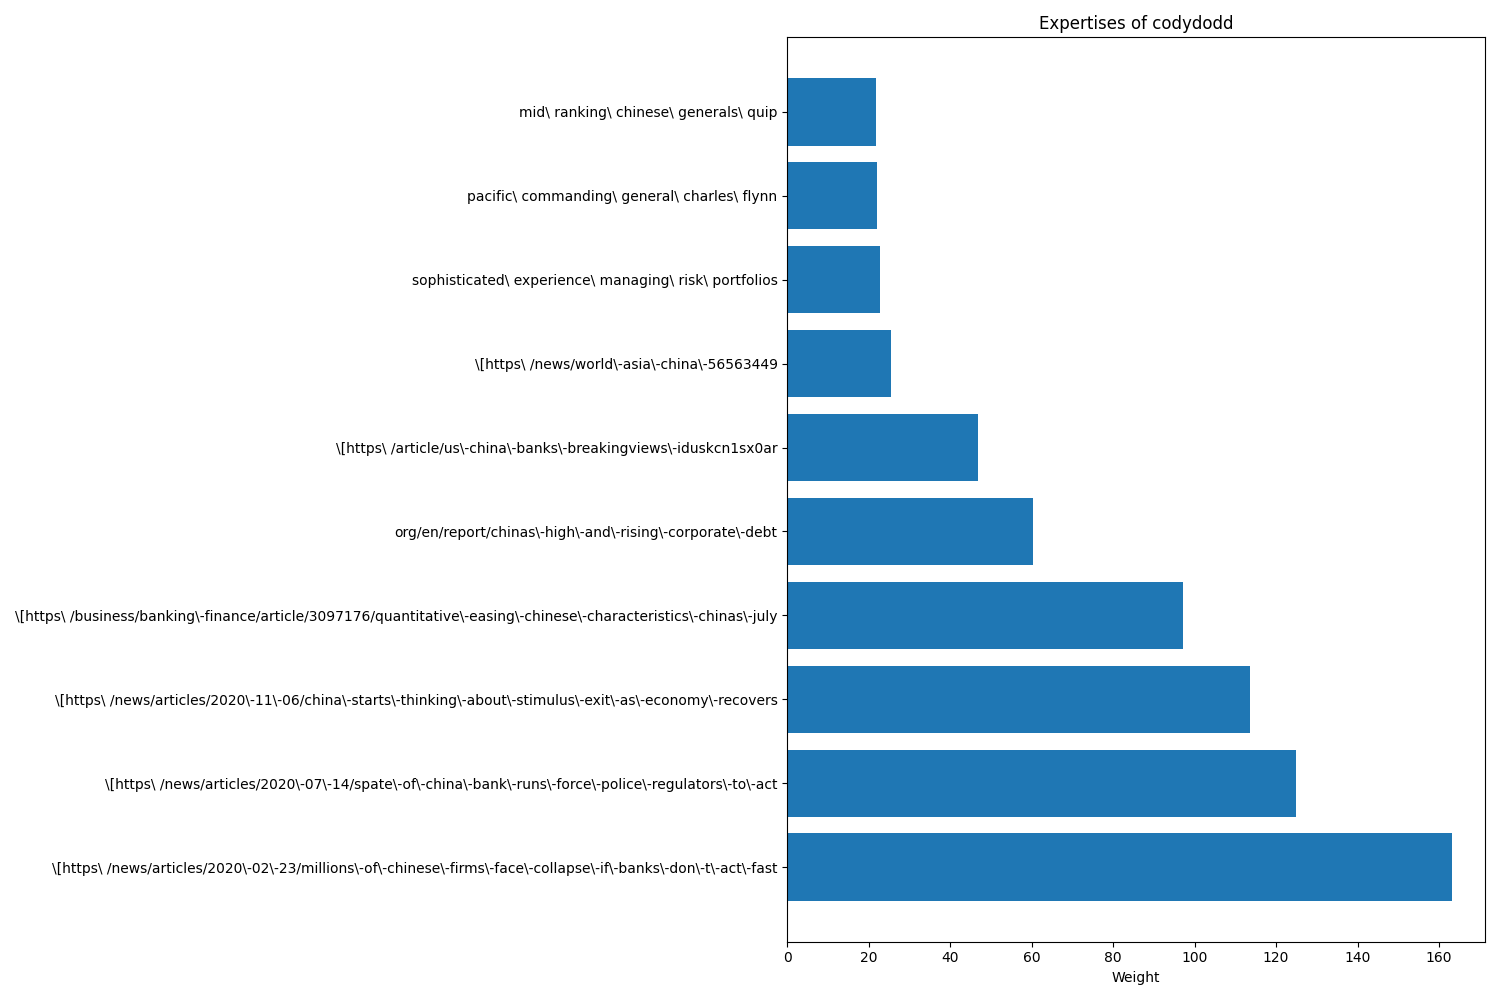 Expertises of codydodd
mid\ ranking\ chinese\ generals\ quip
pacific\ commanding\ general\ charles\ flynn
sophisticated\ experience\ managing\ risk\ portfolios
\[https\ /news/world\-asia\-china\-56563449
\[https\ /article/us\-china\-banks\-breakingviews\-iduskcn1sx0ar
org/en/report/chinas\-high\-and\-rising\-corporate\-debt
\[https\ /business/banking\-finance/article/3097176/quantitative\-easing\-chinese\-characteristics\-chinas\-july
\[https\ /news/articles/2020\-11\-06/china\-starts\-thinking\-about\-stimulus\-exit\-as\-economy\-recovers
\[https\ /news/articles/2020\-07\-14/spate\-of\-china\-bank\-runs\-force\-police\-regulators\-to\-act
\[https\ /news/articles/2020\-02\-23/millions\-of\-chinese\-firms\-face\-collapse\-if\-banks\-don\-t\-act\-fast
0 20 40 60 80 100 120 140 160
Weight